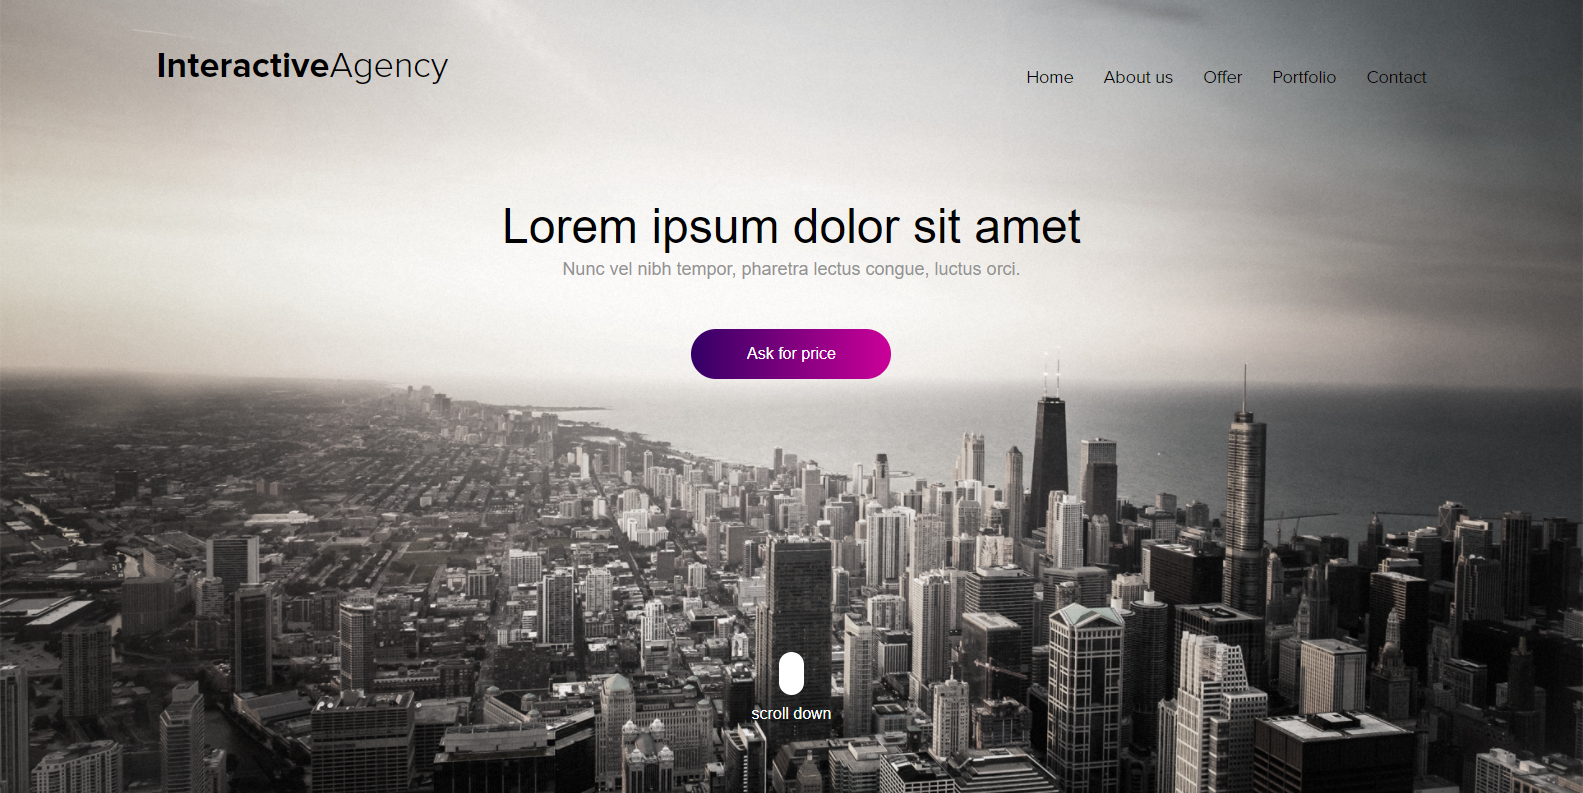 InteractiveAgency
Home About us Offer Portfolio Contact
Lorem ipsum dolor sit amet
Nunc vel nibh tempor, pharetra lectus congue, luctus orci.
Ask for price
scroll down